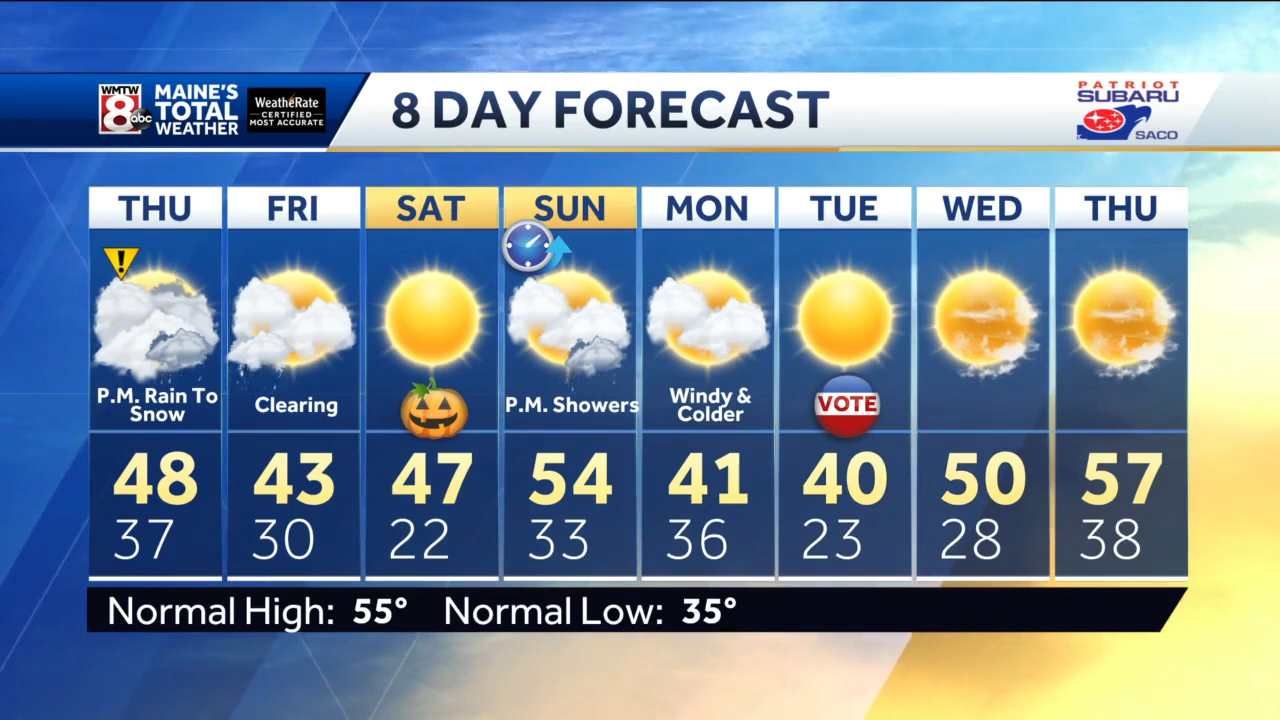 WMTW
8
abc
MAINE'S
TOTAL
WEATHER
WeatheRate
CERTIFIED
MOST ACCURATE
8 DAY FORECAST
PATRIOT
SUBARU
SACO
THU FRI SAT SUN MON TUE WED THU
P.M. Rain To
Snow
Clearing
P.M. Showers
Windy &
Colder
VOTE
48 43 47 54 41 40 50 57
37 30 22 33 36 23 28 38
Normal High: 55° Normal Low: 35°